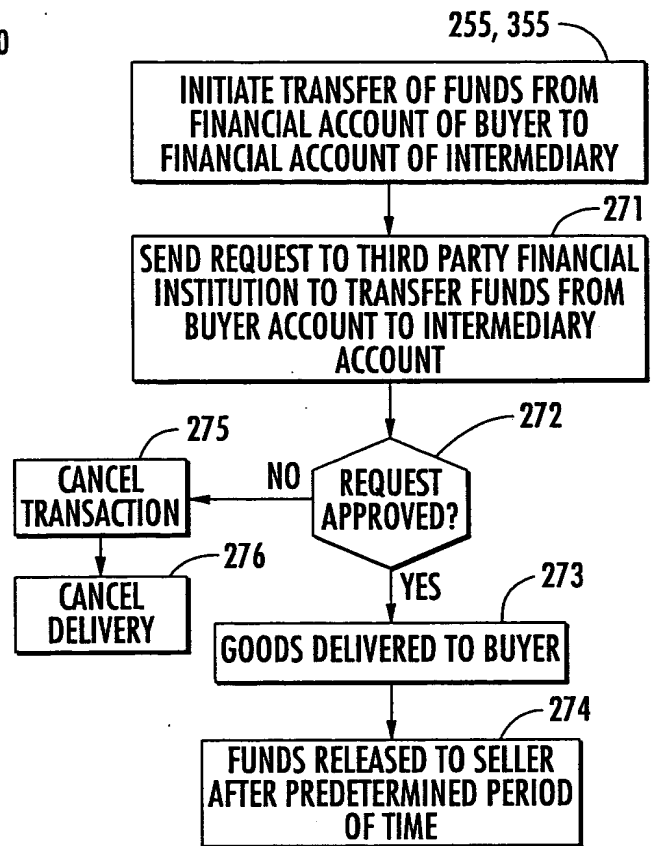 0
255, 355
INITIATE TRANSFER OF FUNDS FROM
FINANCIAL ACCOUNT OF BUYER TO
FINANCIAL ACCOUNT OF INTERMEDIARY
271
SEND REQUEST TO THIRD PARTY FINANCIAL
INSTITUTION TO TRANSFER FUNDS FROM
BUYER ACCOUNT TO INTERMEDIARY
ACCOUNT
272
REQUEST
APPROVED?
NO
275
CANCEL
TRANSACTION
276
CANCEL
DELIVERY
YES
273
GOODS DELIVERED TO BUYER
274
FUNDS RELEASED TO SELLER
AFTER PREDETERMINED PERIOD
OF TIME